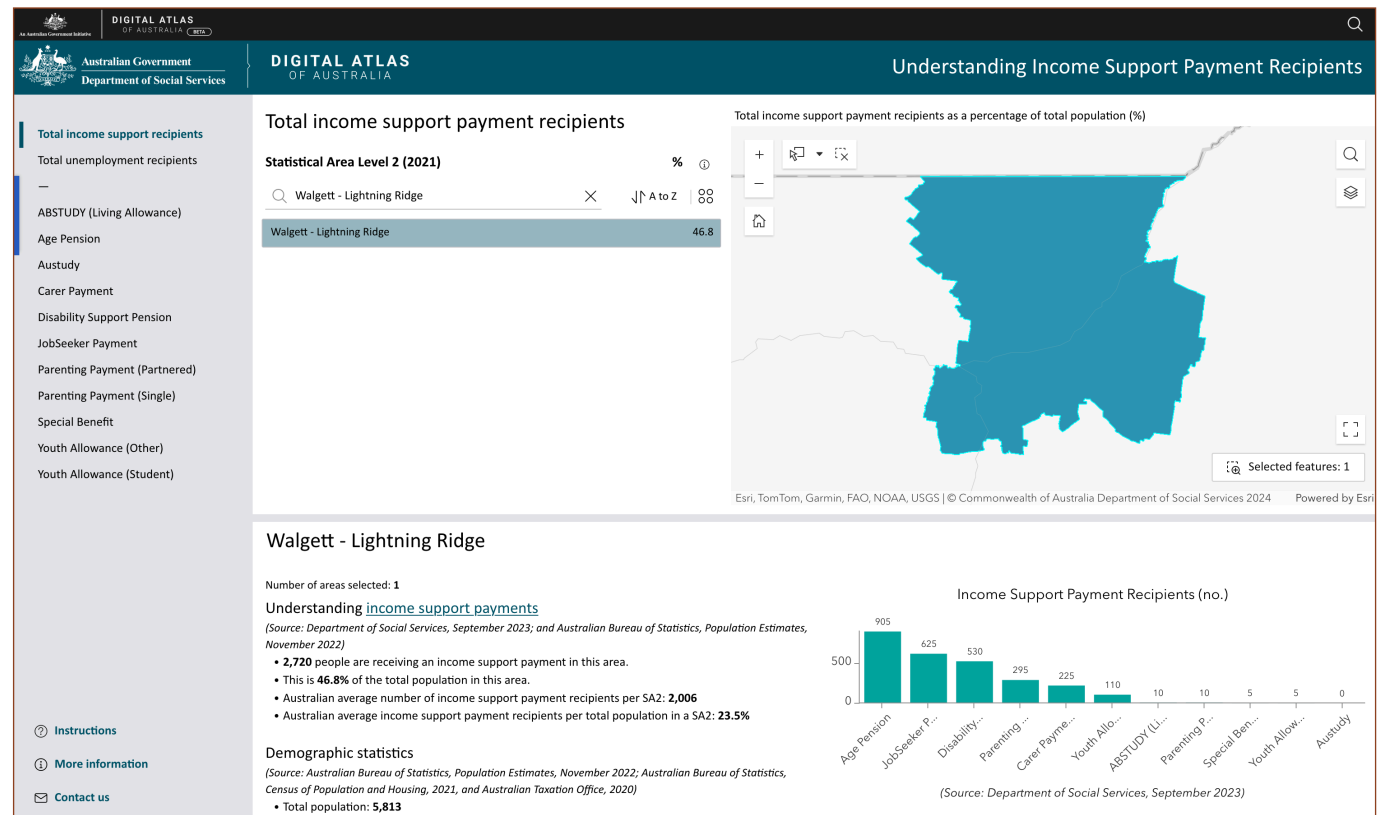 An Australian Government Initiative
DIGITAL ATLAS
OF AUSTRALIA BETA
Australian Government
Department of Social Services
DIGITAL ATLAS
OF AUSTRALIA
Understanding Income Support Payment Recipients
Total income support recipients
Total unemployment recipients
—
ABSTUDY (Living Allowance)
Age Pension
Austudy
Carer Payment
Disability Support Pension
JobSeeker Payment
Parenting Payment (Partnered)
Parenting Payment (Single)
Special Benefit
Youth Allowance (Other)
Youth Allowance (Student)
Instructions
More information
Contact us
Total income support payment recipients
Statistical Area Level 2 (2021) %
Walgett - Lightning Ridge A to Z
Walgett - Lightning Ridge 46.8
Total income support payment recipients as a percentage of total population (%)
+
−
Selected features: 1
Esri, TomTom, Garmin, FAO, NOAA, USGS | © Commonwealth of Australia Department of Social Services 2024 Powered by Esri
Walgett - Lightning Ridge
Number of areas selected: 1
Understanding income support payments
(Source: Department of Social Services, September 2023; and Australian Bureau of Statistics, Population Estimates,
November 2022)
• 2,720 people are receiving an income support payment in this area.
• This is 46.8% of the total population in this area.
• Australian average number of income support payment recipients per SA2: 2,006
• Australian average income support payment recipients per total population in a SA2: 23.5%
Demographic statistics
(Source: Australian Bureau of Statistics, Population Estimates, November 2022; Australian Bureau of Statistics,
Census of Population and Housing, 2021, and Australian Taxation Office, 2020)
• Total population: 5,813
Income Support Payment Recipients (no.)
905
625
530
295
225
110
10
10
5
5
0
500
0
Age Pension
JobSeeker P...
Disability...
Parenting ...
Carer Payme...
Youth Allo...
ABSTUDY (Li...
Parenting P...
Special Ben...
Youth Allow...
Austudy
(Source: Department of Social Services, September 2023)